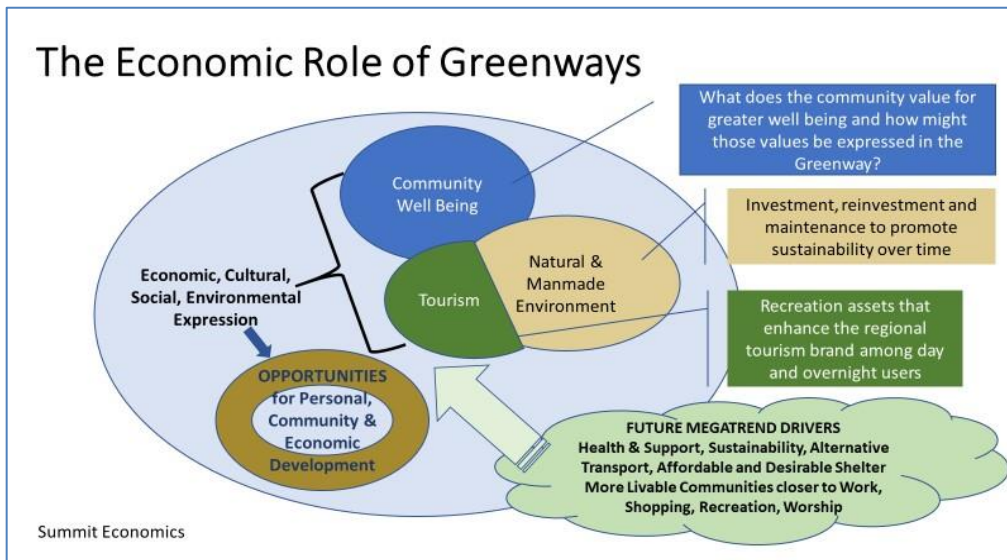 The Economic Role of Greenways
What does the community value for
greater well being and how might
those values be expressed in the
Greenway?
Community
Well Being
Investment, reinvestment and
maintenance to promote
sustainability over time
Natural &
Manmade
Environment
Tourism
Economic, Cultural,
Social, Environmental
Expression
Recreation assets that
enhance the regional
tourism brand among day
and overnight users
OPPORTUNITIES
for Personal,
Community &
Economic
Development
FUTURE MEGATREND DRIVERS
Health & Support, Sustainability, Alternative
Transport, Affordable and Desirable Shelter
More Livable Communities closer to Work,
Shopping, Recreation, Worship
Summit Economics